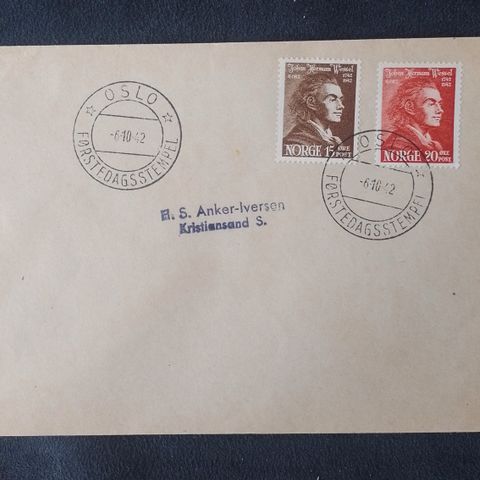 OSLO
-6·10·42
FØRSTEDAGSSTEMPEL
Johan Herman Wessel
1742
1942
NORGE 15 ØRE
POST
Johan Herman Wessel
1742
1942
NORGE 20 ØRE
POST
OSLO
-6·10·42
FØRSTEDAGSSTEMPEL
H. S. Anker-Iversen
Kristiansand S.